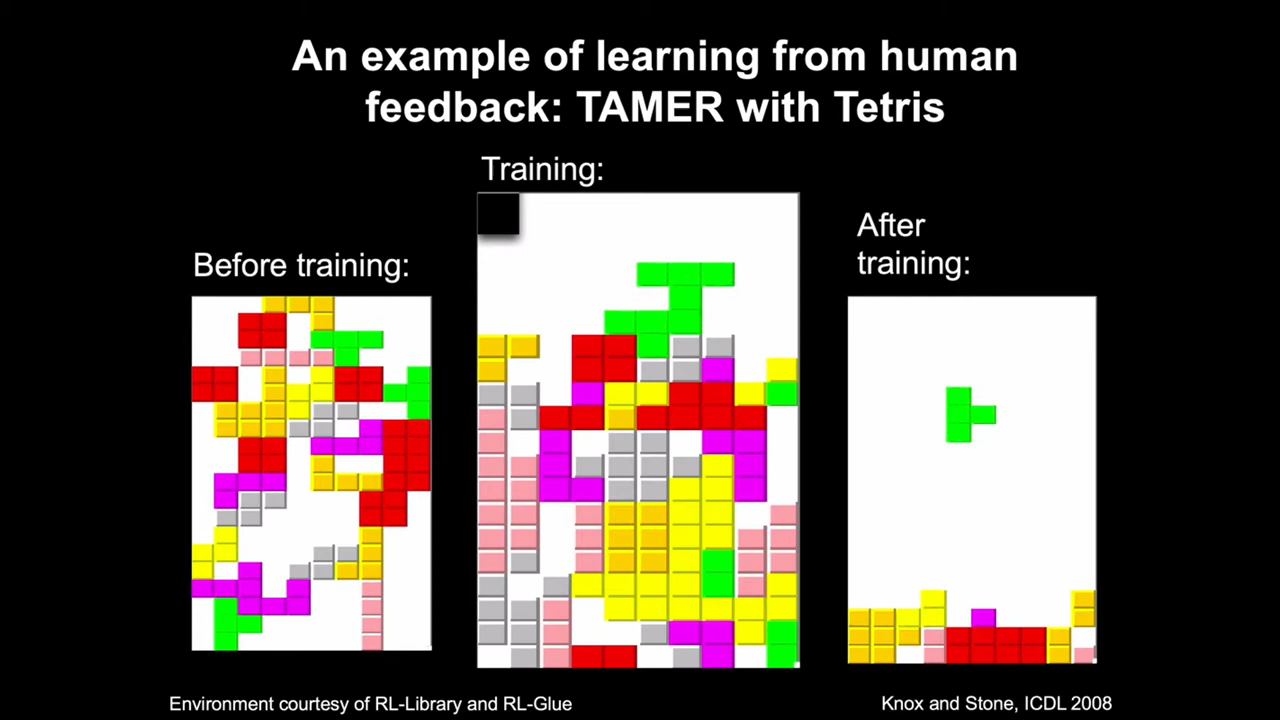 An example of learning from human
feedback: TAMER with Tetris
Training:
Before training:
After
training:
Environment courtesy of RL-Library and RL-Glue
Knox and Stone, ICDL 2008